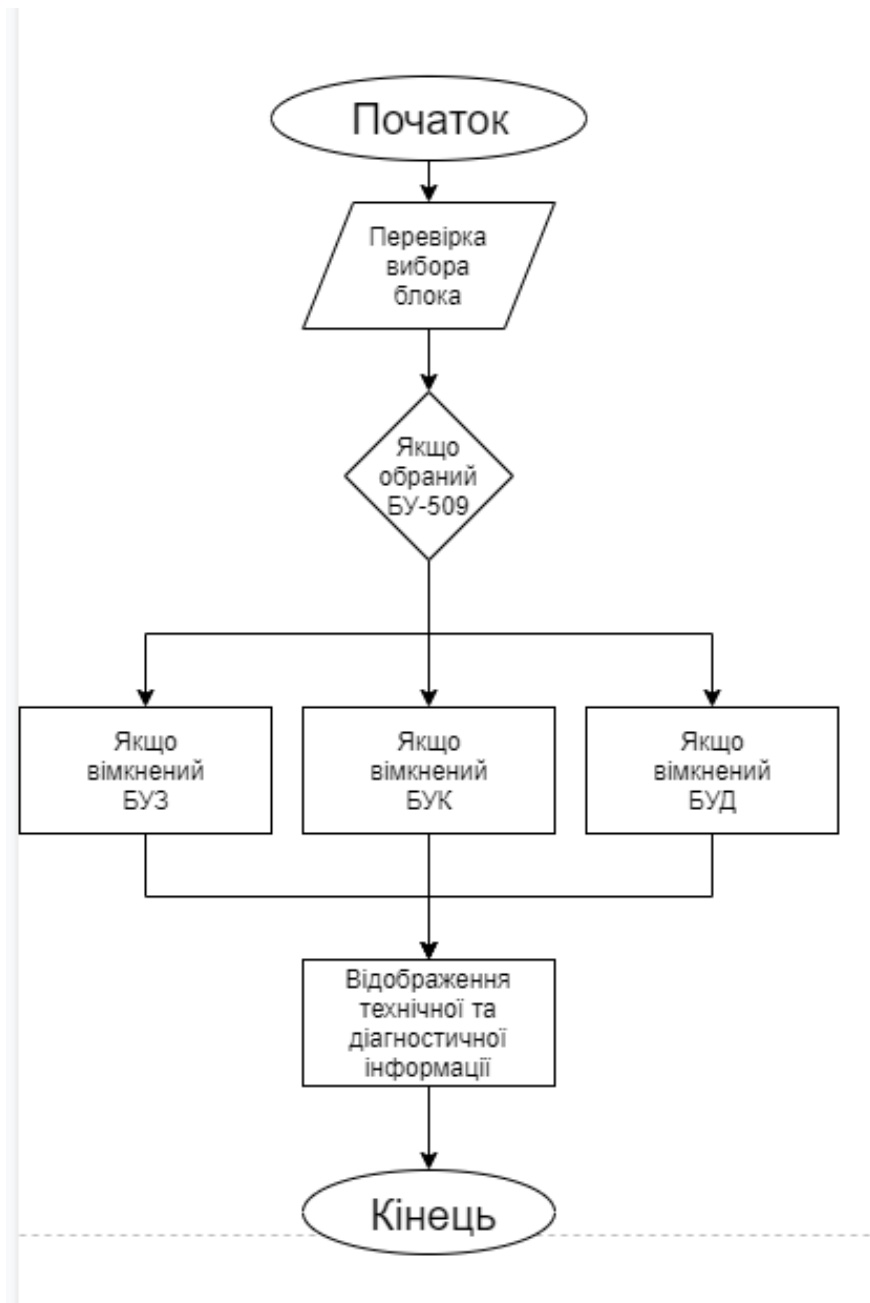 Початок
Перевірка
вибора
блока
Якщо
обраний
БУ-509
Якщо
вімкнений
БУЗ
Якщо
вімкнений
БУК
Якщо
вімкнений
БУД
Відображення
технічної та
діагностичної
інформації
Кінець